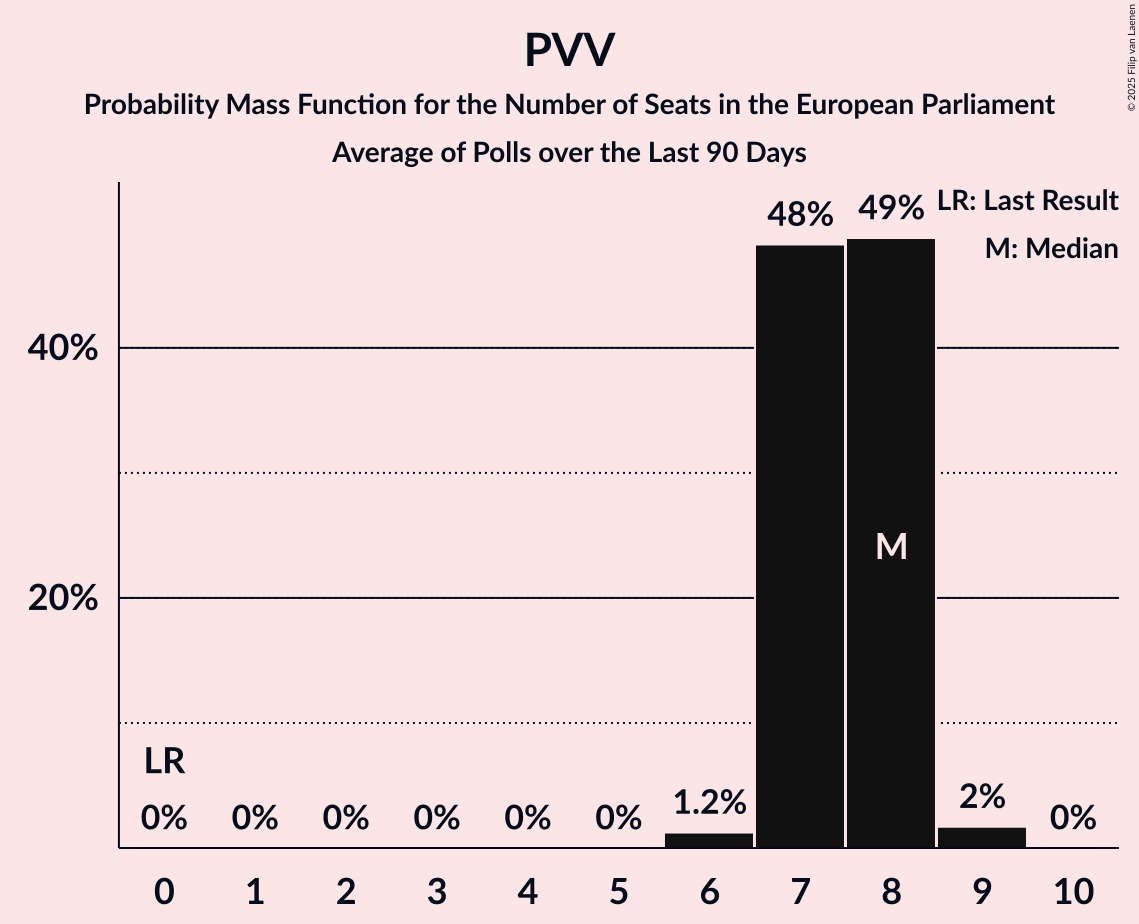 PVV
Probability Mass Function for the Number of Seats in the European Parliament
Average of Polls over the Last 90 Days
© 2025 Filip van Laenen
LR: Last Result
M: Median
48%
49%
40%
M
20%
LR
0%
0%
0%
0%
0%
0%
1.2%
2%
0%
0 1 2 3 4 5 6 7 8 9 10